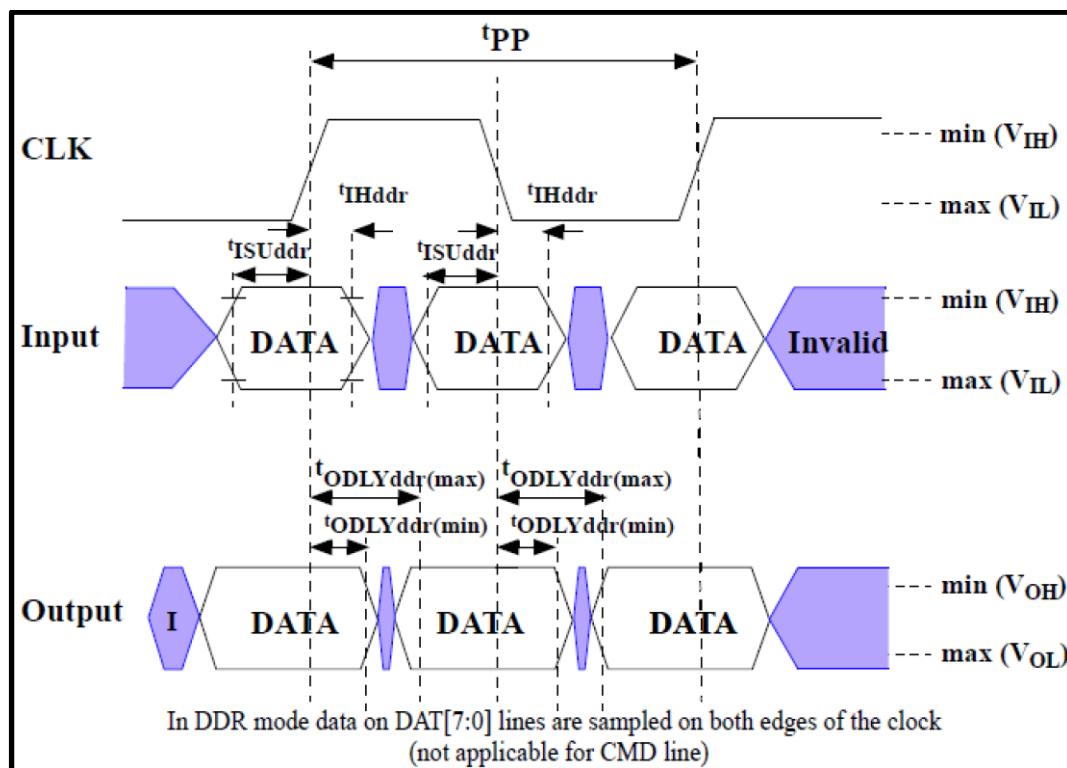 tPP
CLK
min (VIH)
max (VIL)
tIHddr
tIHddr
tISUddr
tISUddr
Input
DATA
DATA
DATA
Invalid
min (VIH)
max (VIL)
tODLYddr(max)
tODLYddr(max)
tODLYddr(min)
tODLYddr(min)
Output
I
DATA
DATA
DATA
min (VOH)
max (VOL)
In DDR mode data on DAT[7:0] lines are sampled on both edges of the clock
(not applicable for CMD line)